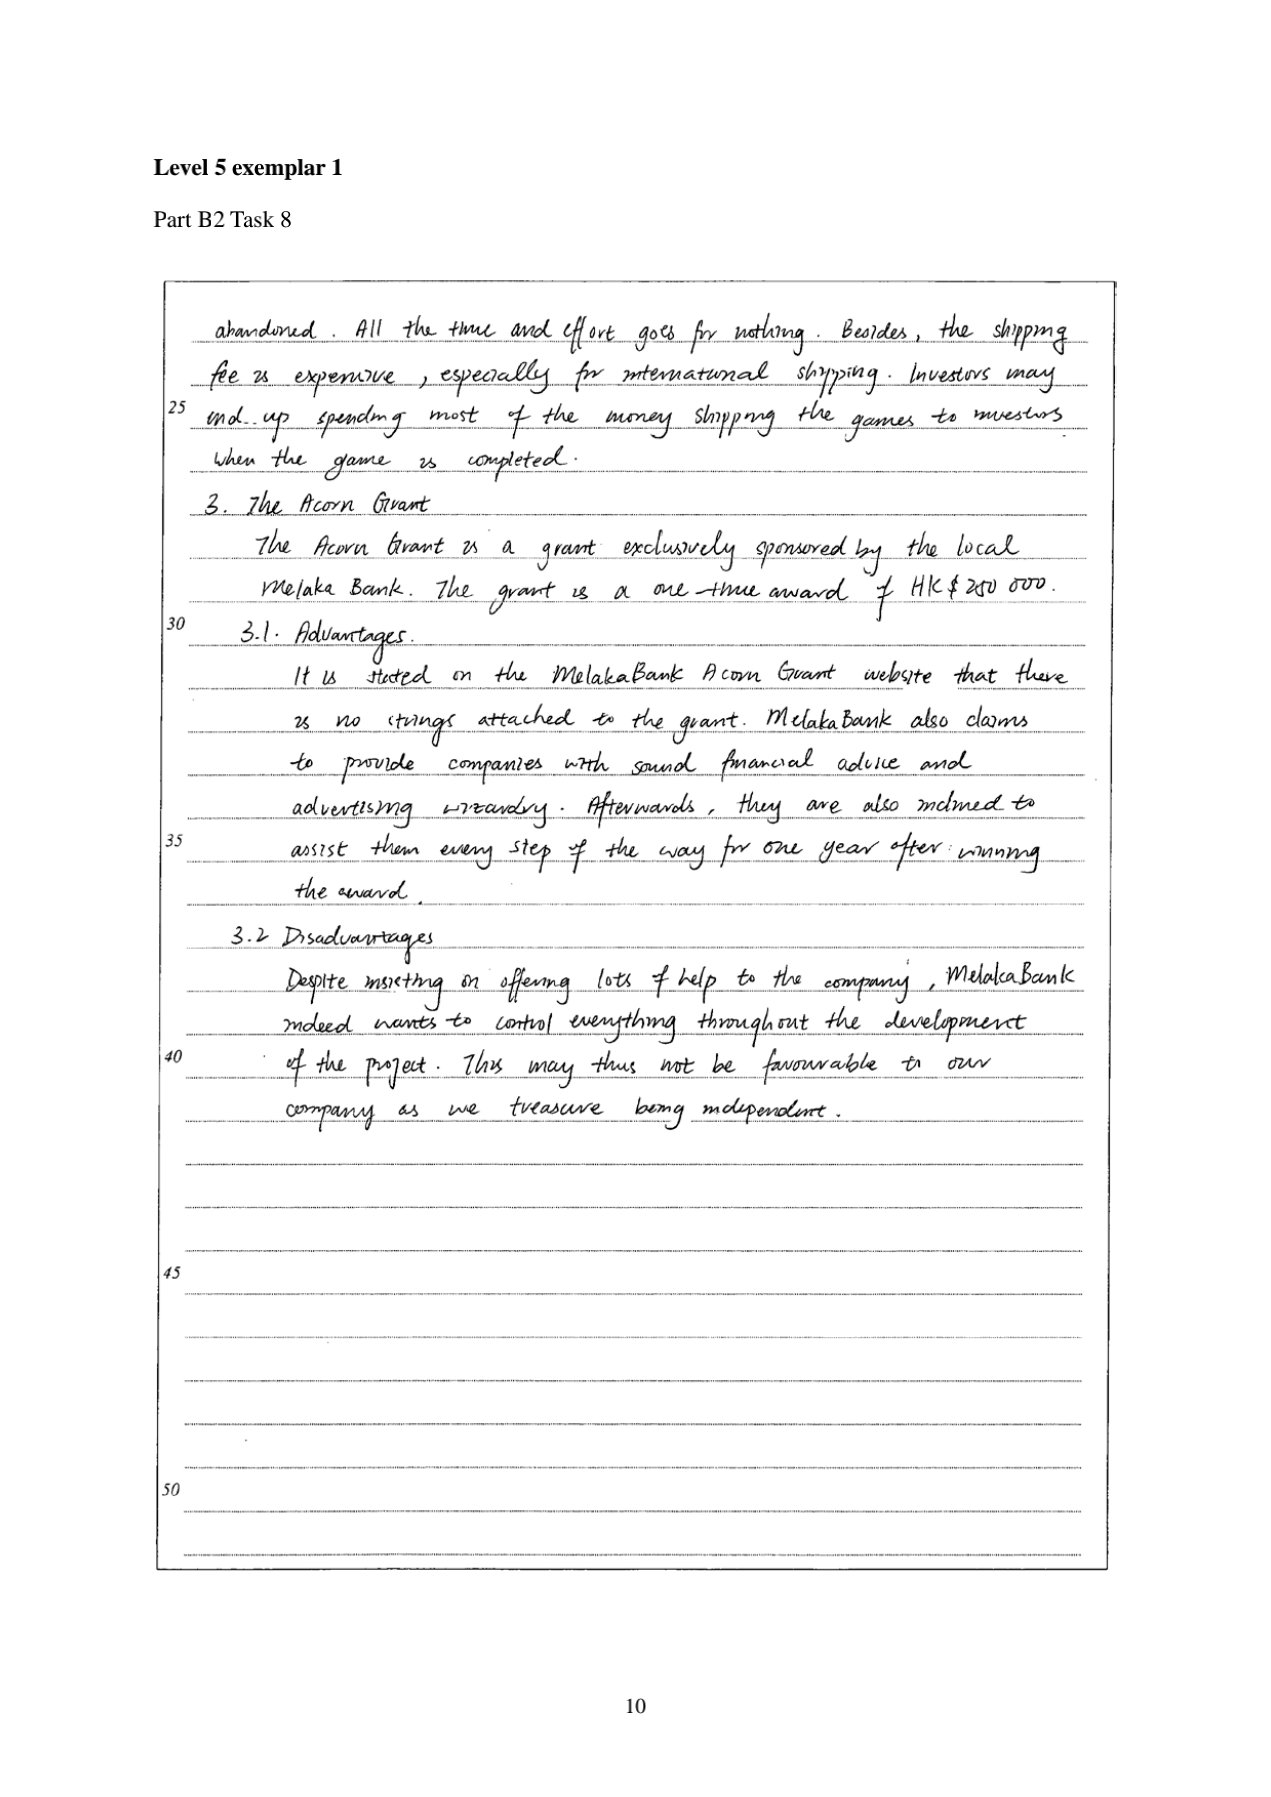 Level 5 exemplar 1
Part B2 Task 8
abandoned. All the time and effort goes for nothing. Besides, the shipping
fee is expensive, especially for international shipping. Investors may
25 end up spending most of the money shipping the games to investors
when the game is completed.
3. The Acorn Grant
The Acorn Grant is a grant exclusively sponsored by the local
Melaka Bank. The grant is a one-time award of HK$250 000.
30 3.1. Advantages.
It is stated on the MelakaBank Acorn Grant website that there
is no strings attached to the grant. MelakaBank also claims
to provide companies with sound financial advice and
advertising wizardry. Afterwards, they are also inclined to
35 assist them every step of the way for one year after winning
the award.
3.2 Disadvantages
Despite insisting on offering lots of help to the company, MelakaBank
indeed wants to control everything throughout the development
40 of the project. This may thus not be favourable to our
company as we treasure being independent.
45
50
10